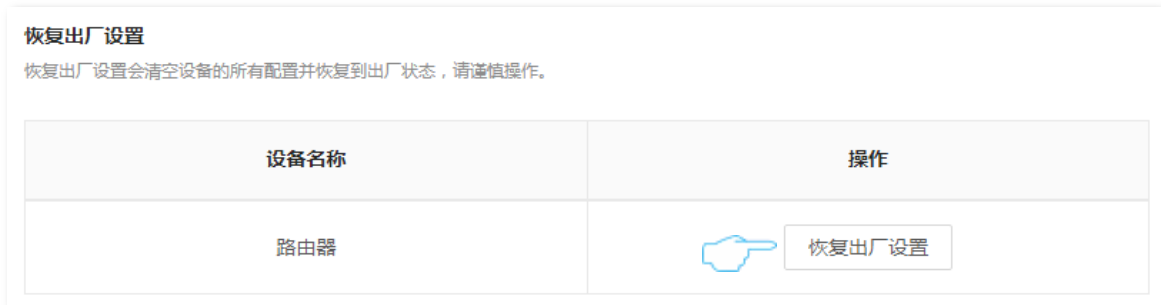 恢复出厂设置
恢复出厂设置会清空设备的所有配置并恢复到出厂状态，请谨慎操作。
设备名称 操作
路由器 恢复出厂设置